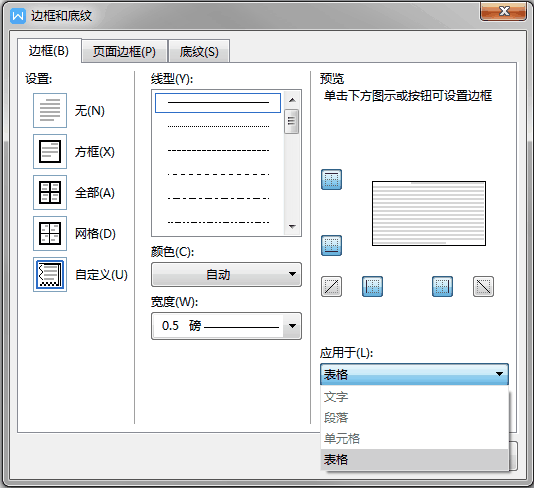 边框和底纹
边框(B)
页面边框(P)
底纹(S)
设置:
无(N)
方框(X)
全部(A)
网格(D)
自定义(U)
线型(Y):
颜色(C):
自动
宽度(W):
0.5 磅
预览
单击下方图示或按钮可设置边框
应用于(L):
表格
文字
段落
单元格
表格